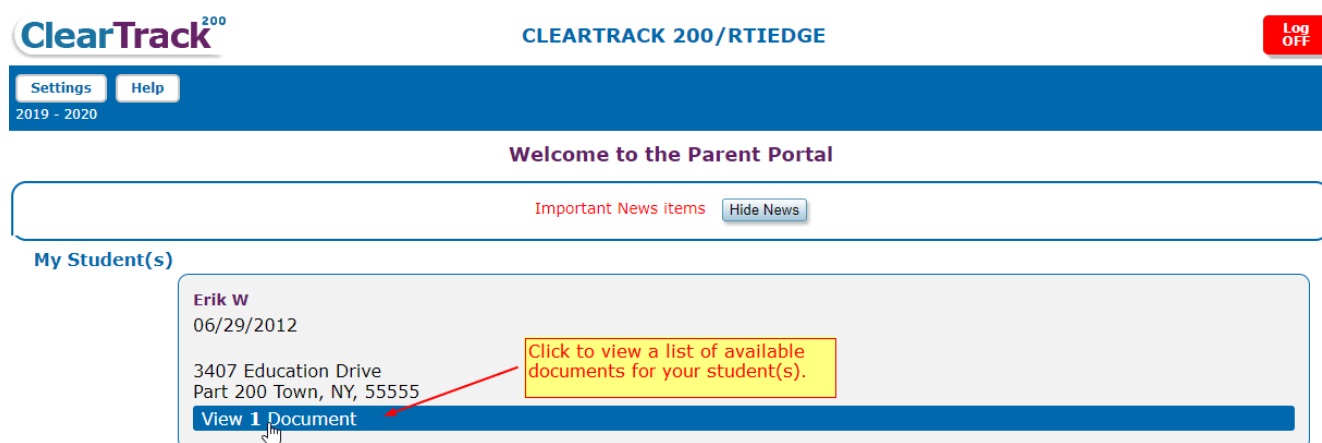 ClearTrack200
CLEARTRACK 200/RTIEDGE
Log
OFF
Settings
Help
2019 - 2020
Welcome to the Parent Portal
Important News items
Hide News
My Student(s)
Erik W
06/29/2012
3407 Education Drive
Part 200 Town, NY, 55555
Click to view a list of available
documents for your student(s).
View 1 Document